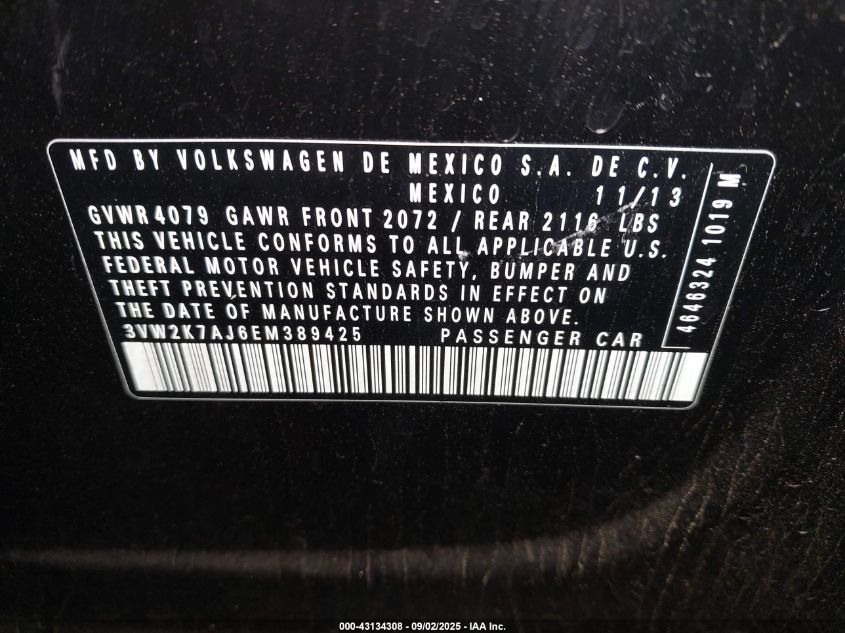 MFD BY VOLKSWAGEN DE MEXICO S.A. DE C.V.
MEXICO 11/13
GVWR 4079 GAWR FRONT 2072 / REAR 2116 LBS
THIS VEHICLE CONFORMS TO ALL APPLICABLE U.S.
FEDERAL MOTOR VEHICLE SAFETY, BUMPER AND
THEFT PREVENTION STANDARDS IN EFFECT ON
THE DATE OF MANUFACTURE SHOWN ABOVE.
3VW2K7AJ6EM389425 PASSENGER CAR
4646324 1019 M
000-43134308 - 09/02/2025 - IAA Inc.